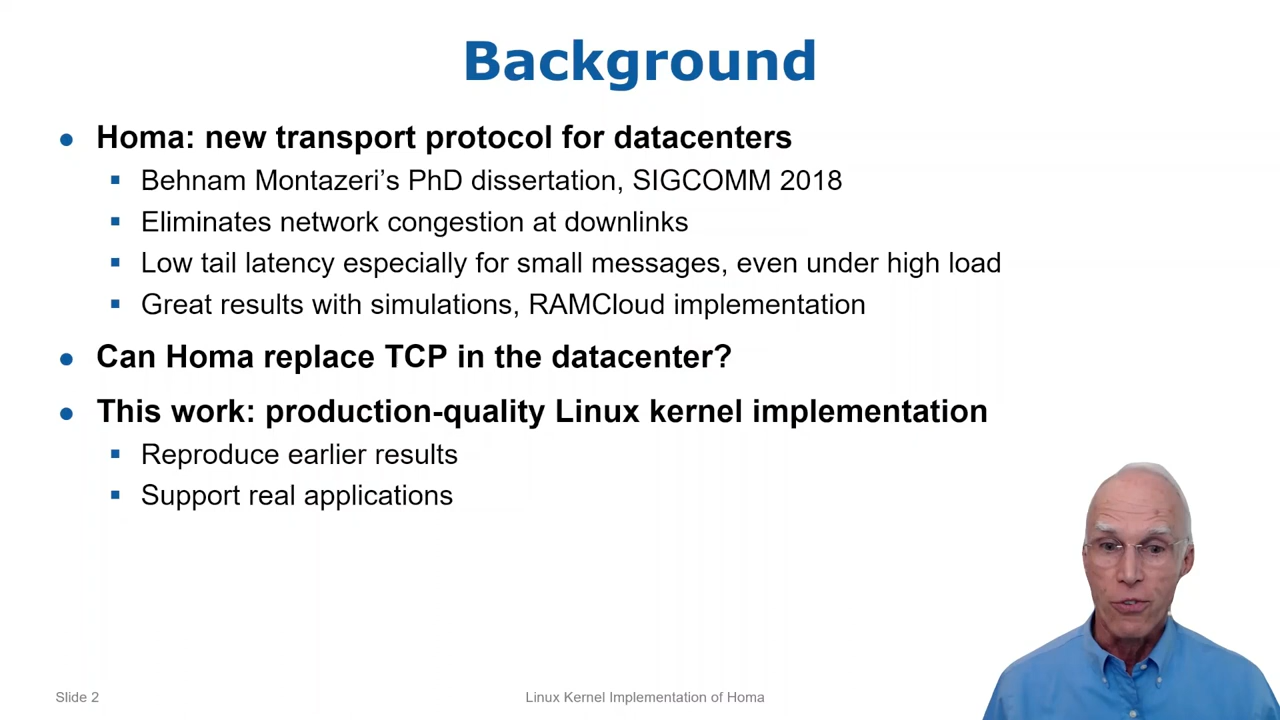 Background
● Homa: new transport protocol for datacenters
▪ Behnam Montazeri’s PhD dissertation, SIGCOMM 2018
▪ Eliminates network congestion at downlinks
▪ Low tail latency especially for small messages, even under high load
▪ Great results with simulations, RAMCloud implementation
● Can Homa replace TCP in the datacenter?
● This work: production-quality Linux kernel implementation
▪ Reproduce earlier results
▪ Support real applications
Slide 2
Linux Kernel Implementation of Homa